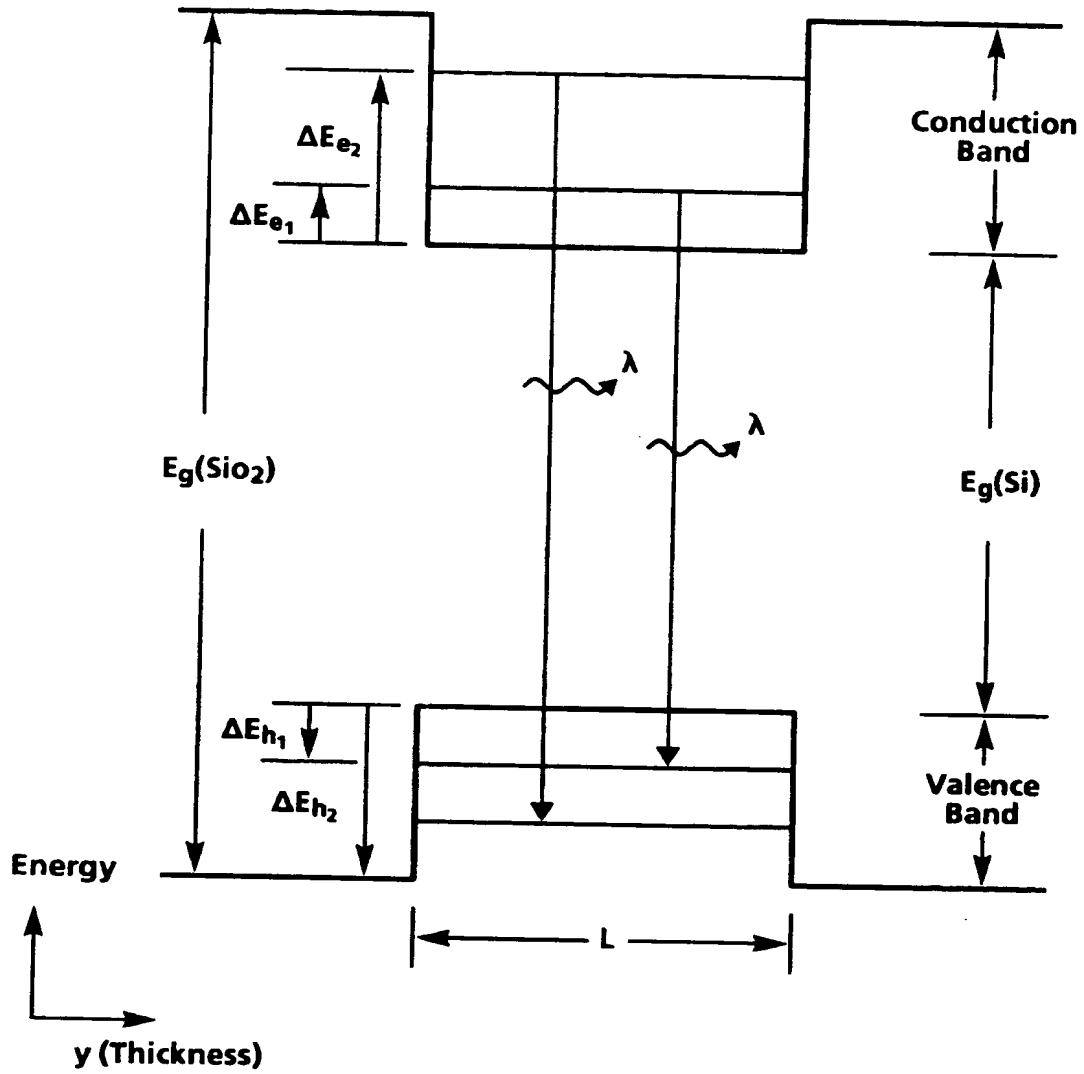 Conduction
Band
ΔEe₂
ΔEe₁
λ
λ
Eg(Sio₂)
Eg(Si)
ΔEh₁
ΔEh₂
Valence
Band
Energy
L
y (Thickness)